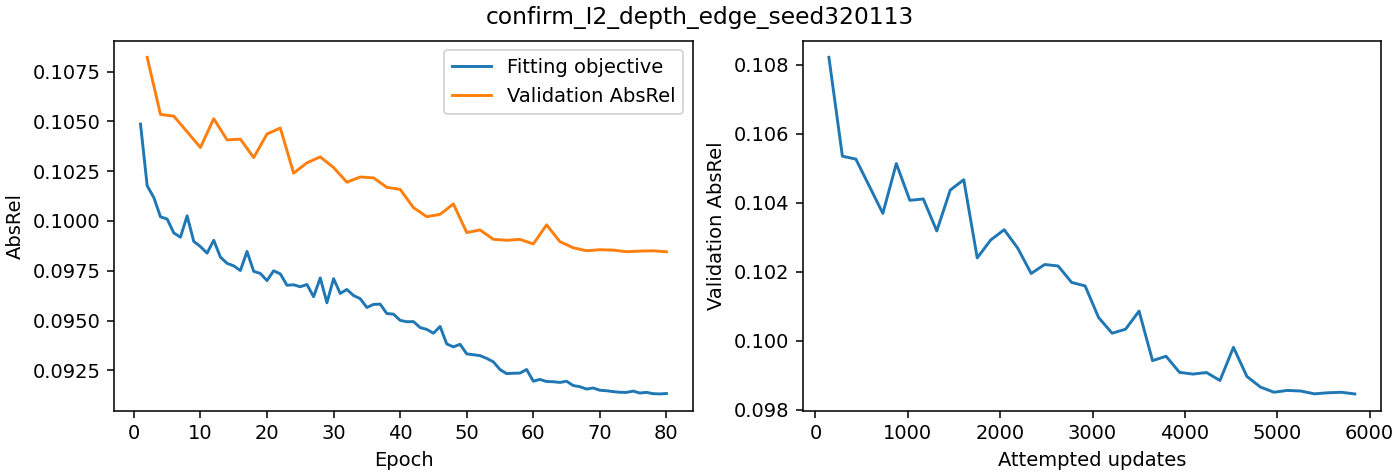 confirm_l2_depth_edge_seed320113
AbsRel
0.1075
0.1050
0.1025
0.1000
0.0975
0.0950
0.0925
Fitting objective
Validation AbsRel
0 10 20 30 40 50 60 70 80
Epoch
Validation AbsRel
0.108
0.106
0.104
0.102
0.100
0.098
0 1000 2000 3000 4000 5000 6000
Attempted updates